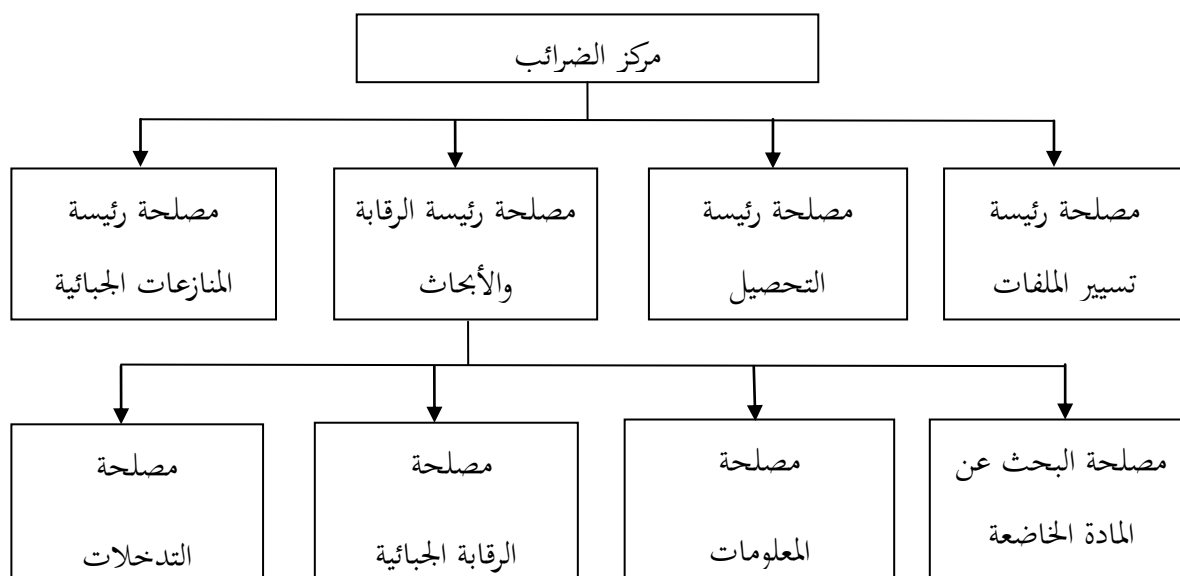 مركز الضرائب
مصلحة رئيسة
تسيير الملفات
مصلحة رئيسة
التحصيل
مصلحة رئيسة الرقابة
والأبحاث
مصلحة رئيسة
المنازعات الجبائية
مصلحة البحث عن
المادة الخاضعة
مصلحة
المعلومات
مصلحة
الرقابة الجبائية
مصلحة
التدخلات